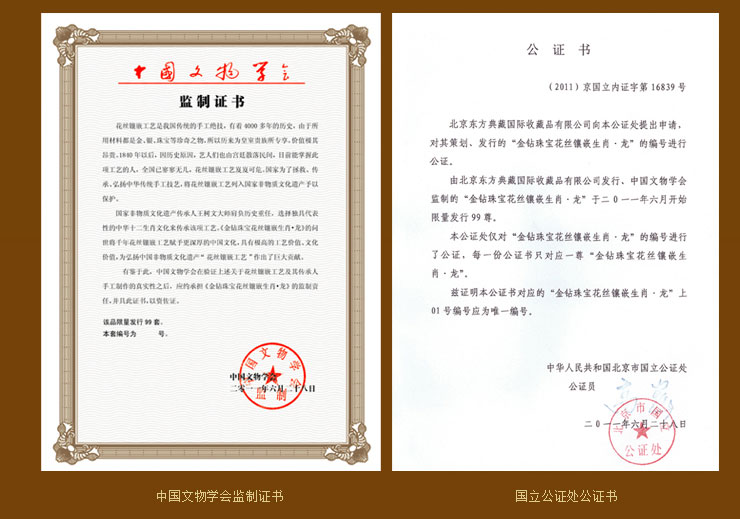 中国文物学会
监制证书
花丝镶嵌工艺是我国传统的手工绝技，有着4000多年的历史，由于所
用材料都是金、银、珠宝等珍奇之物，所以历来为皇室贵族所专享、价值极其
昂贵。1840年以后，因历史原因，艺人们也由宫廷散落民间，目前能掌握此
项工艺的人，全国已寥寥无几，花丝镶嵌工艺岌岌可危。国家为了拯救、传
承、弘扬中华传统手工技艺，将花丝镶嵌工艺列入国家非物质文化遗产予以
保护。
国家非物质文化遗产传承人王树文大师肩负历史重任，选择独具代表
性的中华十二生肖文化来传承该项工艺，《金钻珠宝花丝镶嵌生肖·龙》的问
世将千年花丝镶嵌工艺赋予更深厚的中国文化，具有极高的工艺价值、文化
价值，为弘扬中国非物质文化遗产“花丝镶嵌工艺”作出了巨大贡献。
有鉴于此，中国文物学会在验证上述关于花丝镶嵌工艺及其传承人
手工制作的真实性之后，应约承担《金钻珠宝花丝镶嵌生肖·龙》的监制责
任，并具此证书，以资佐证。
该品限量发行99套。
本套编号为 号。
中国文物学会
二零一一年六月二十八日
中国文物学会
监制
公证书
（2011）京国立内证字第16839号
北京东方典藏国际收藏品有限公司向本公证处提出申请，
对其策划、发行的“金钻珠宝花丝镶嵌生肖·龙”的编号进行
公证。
由北京东方典藏国际收藏品有限公司发行、中国文物学会
监制的“金钻珠宝花丝镶嵌生肖·龙”于二0一一年六月开始
限量发行99尊。
本公证处仅对“金钻珠宝花丝镶嵌生肖·龙”的编号进行
了公证，每一份公证书只对应一尊“金钻珠宝花丝镶嵌生
肖·龙”。
兹证明本公证书对应的“金钻珠宝花丝镶嵌生肖·龙”上
01号编号应为唯一编号。
中华人民共和国北京市国立公证处
公证员
二0一一年六月二十八日
北京市国立
公证处
中国文物学会监制证书
国立公证处公证书